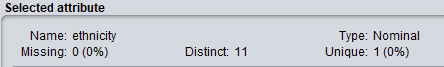 Selected attribute
Name: ethnicity Type: Nominal
Missing: 0 (0%) Distinct: 11 Unique: 1 (0%)